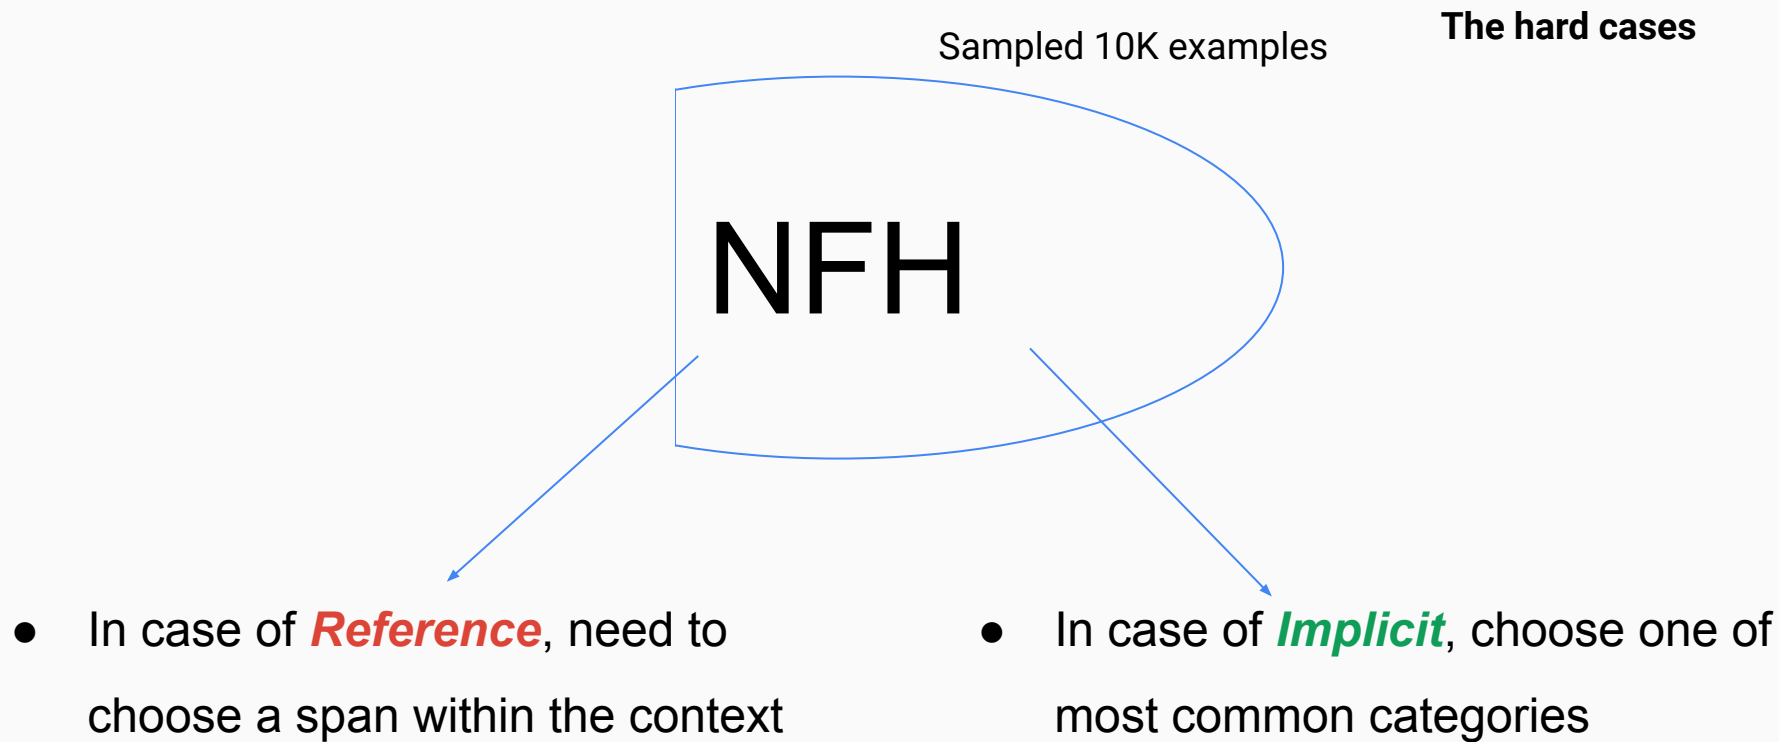 The hard cases
Sampled 10K examples
NFH
● In case of Reference, need to
choose a span within the context
● In case of Implicit, choose one of
most common categories